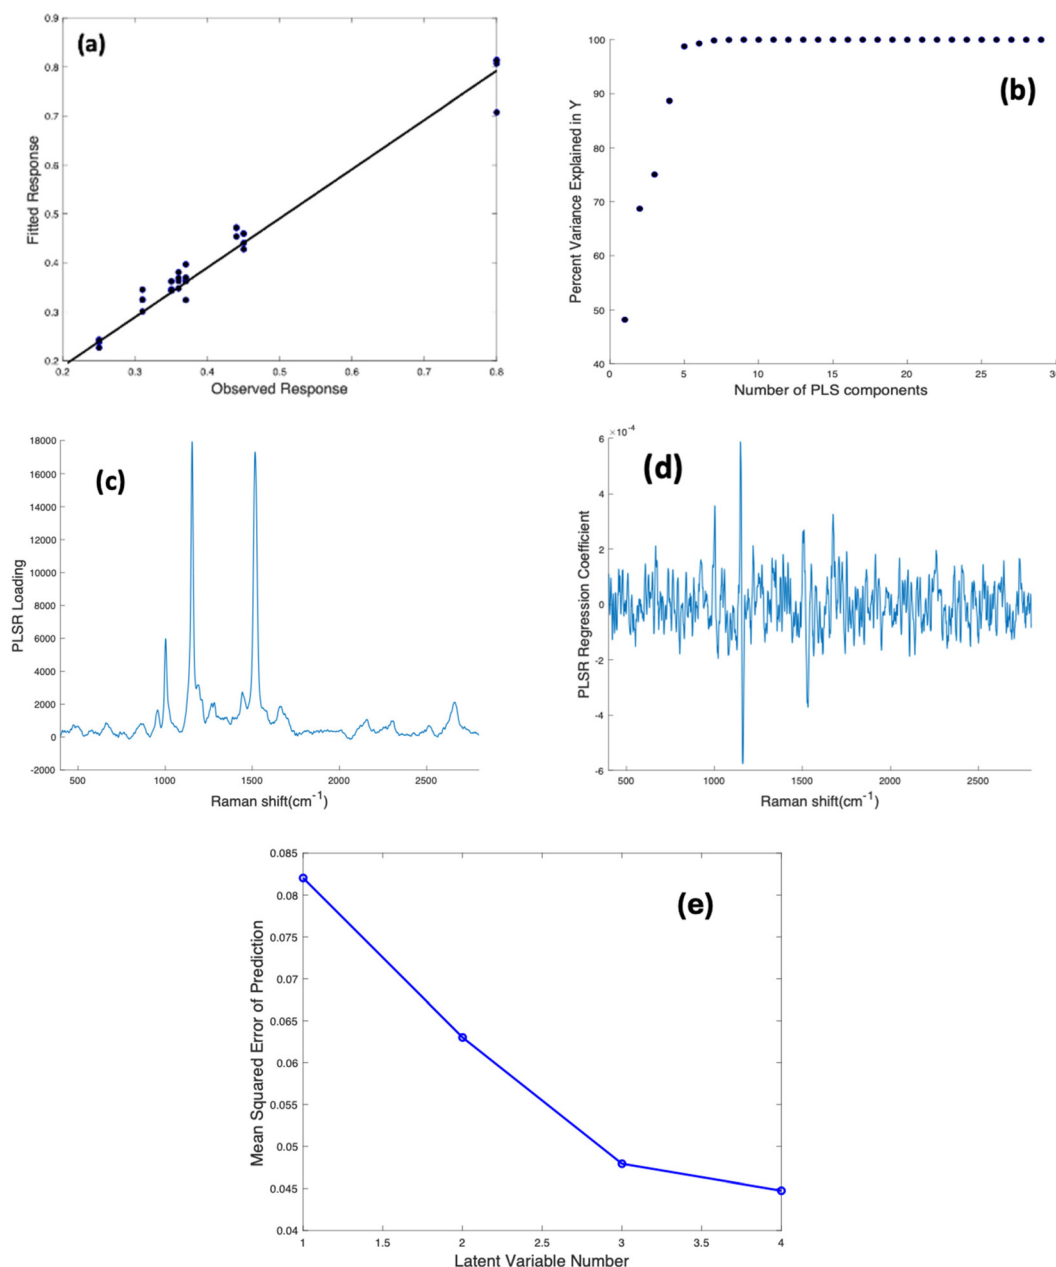 (a)
0.9
0.8
0.7
0.6
0.5
0.4
0.3
0.2
Fitted Response
0.2 0.3 0.4 0.5 0.6 0.7 0.8
Observed Response
(b)
100
90
80
70
60
50
40
Percent Variance Explained in Y
0 5 10 15 20 25 30
Number of PLS components
(c)
18000
16000
14000
12000
10000
8000
6000
4000
2000
0
-2000
PLSR Loading
500 1000 1500 2000 2500
Raman shift(cm-1)
(d)
×10-4
6
4
2
0
-2
-4
-6
PLSR Regression Coefficient
500 1000 1500 2000 2500
Raman shift(cm-1)
(e)
0.085
0.08
0.075
0.07
0.065
0.06
0.055
0.05
0.045
0.04
Mean Squared Error of Prediction
1 1.5 2 2.5 3 3.5 4
Latent Variable Number